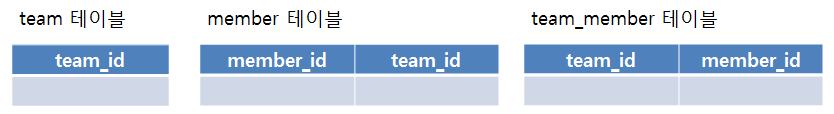 team 테이블 member 테이블 team_member 테이블
team_id member_id team_id team_id member_id